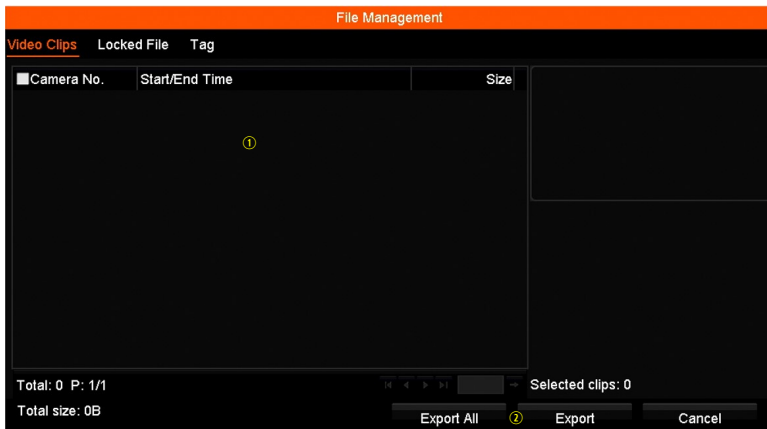 File Management
Video Clips Locked File Tag
Camera No. Start/End Time Size
①
Total: 0 P: 1/1 Selected clips: 0
Total size: 0B Export All ② Export Cancel